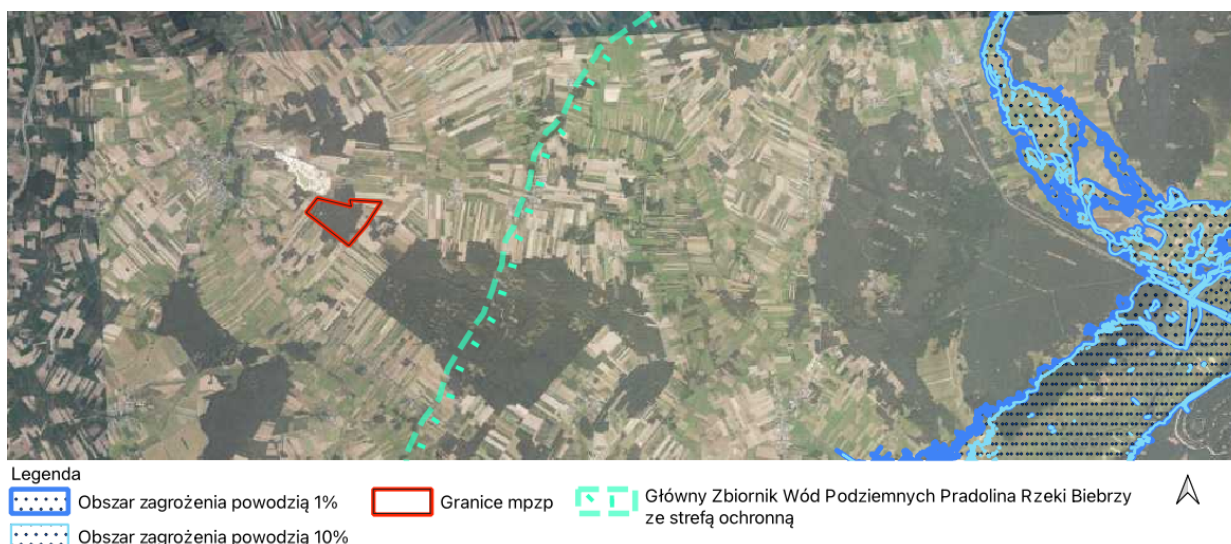 Legenda
Obszar zagrożenia powodzią 1%
Granice mpzp
Główny Zbiornik Wód Podziemnych Pradolina Rzeki Biebrzy
ze strefą ochronną
Obszar zagrożenia powodzią 10%